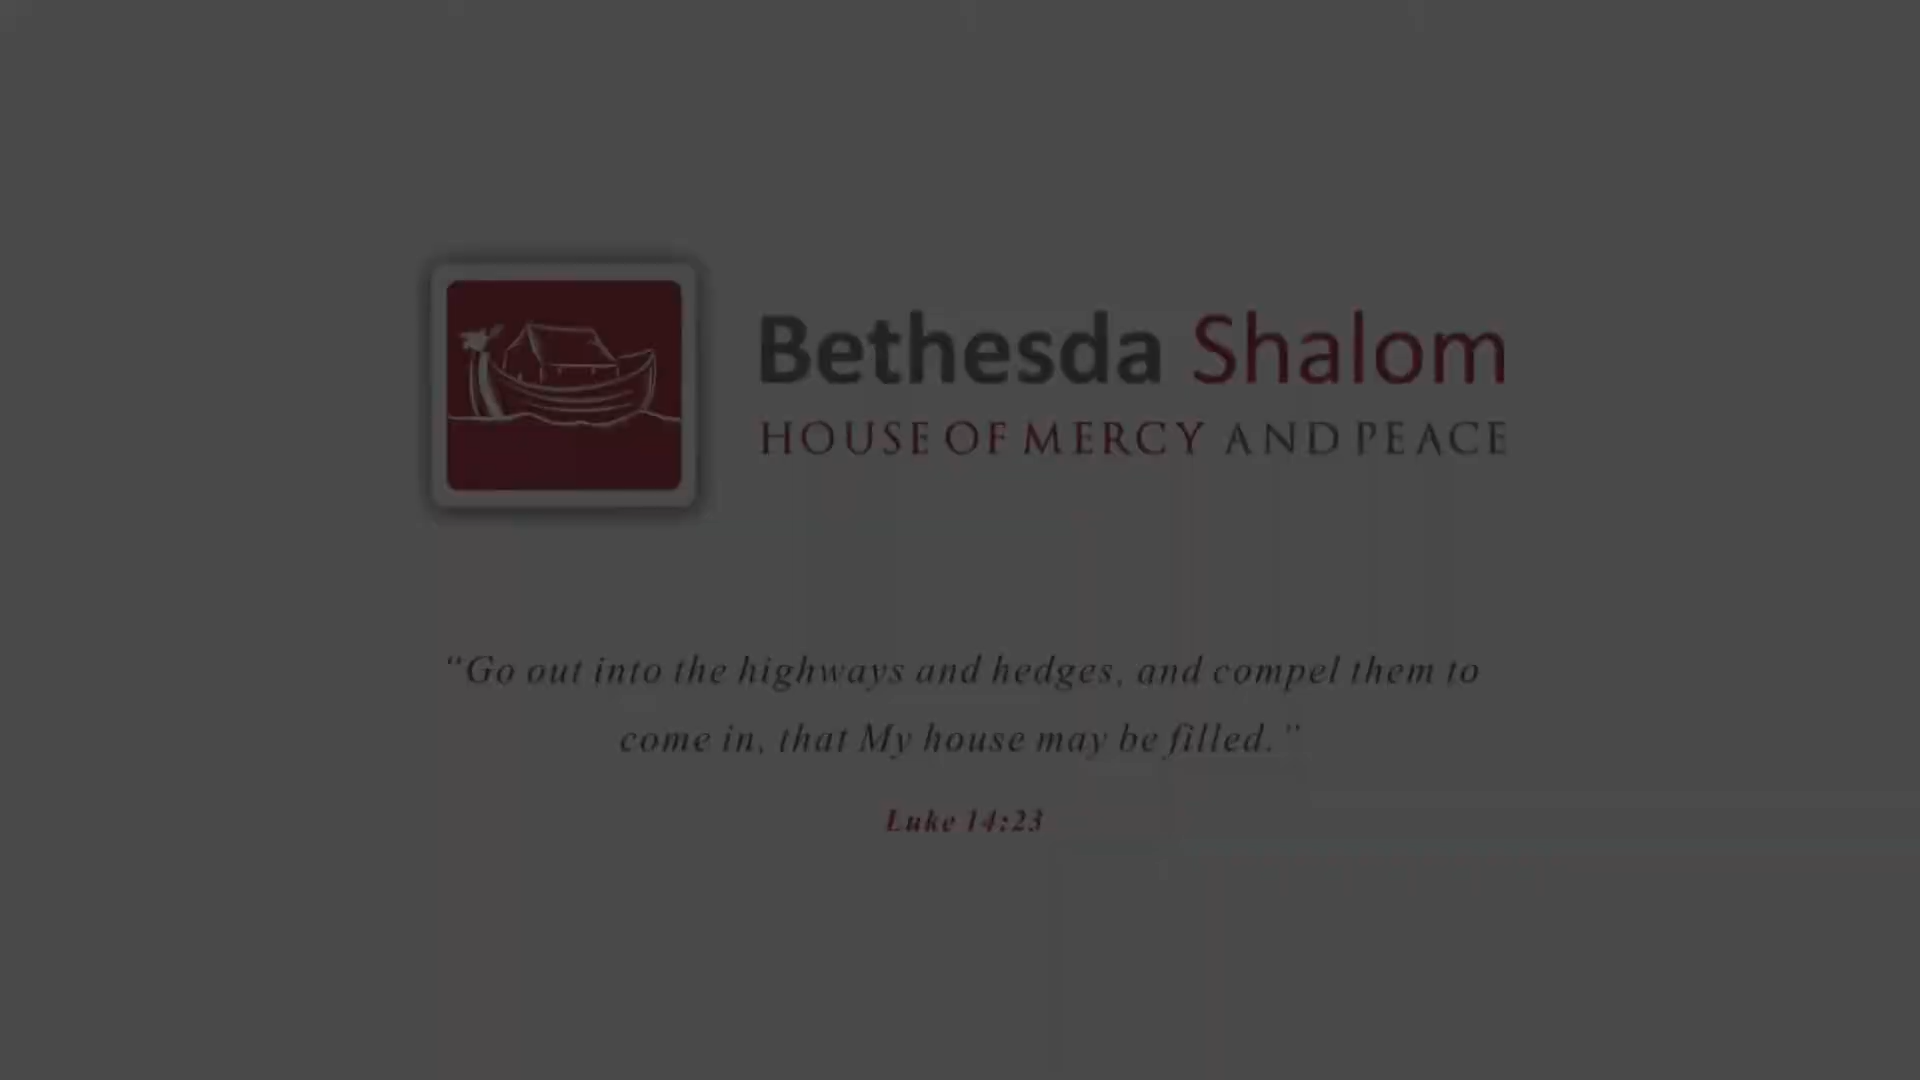 Bethesda Shalom
HOUSE OF MERCY AND PEACE
“Go out into the highways and hedges, and compel them to
come in, that My house may be filled.”
Luke 14:23